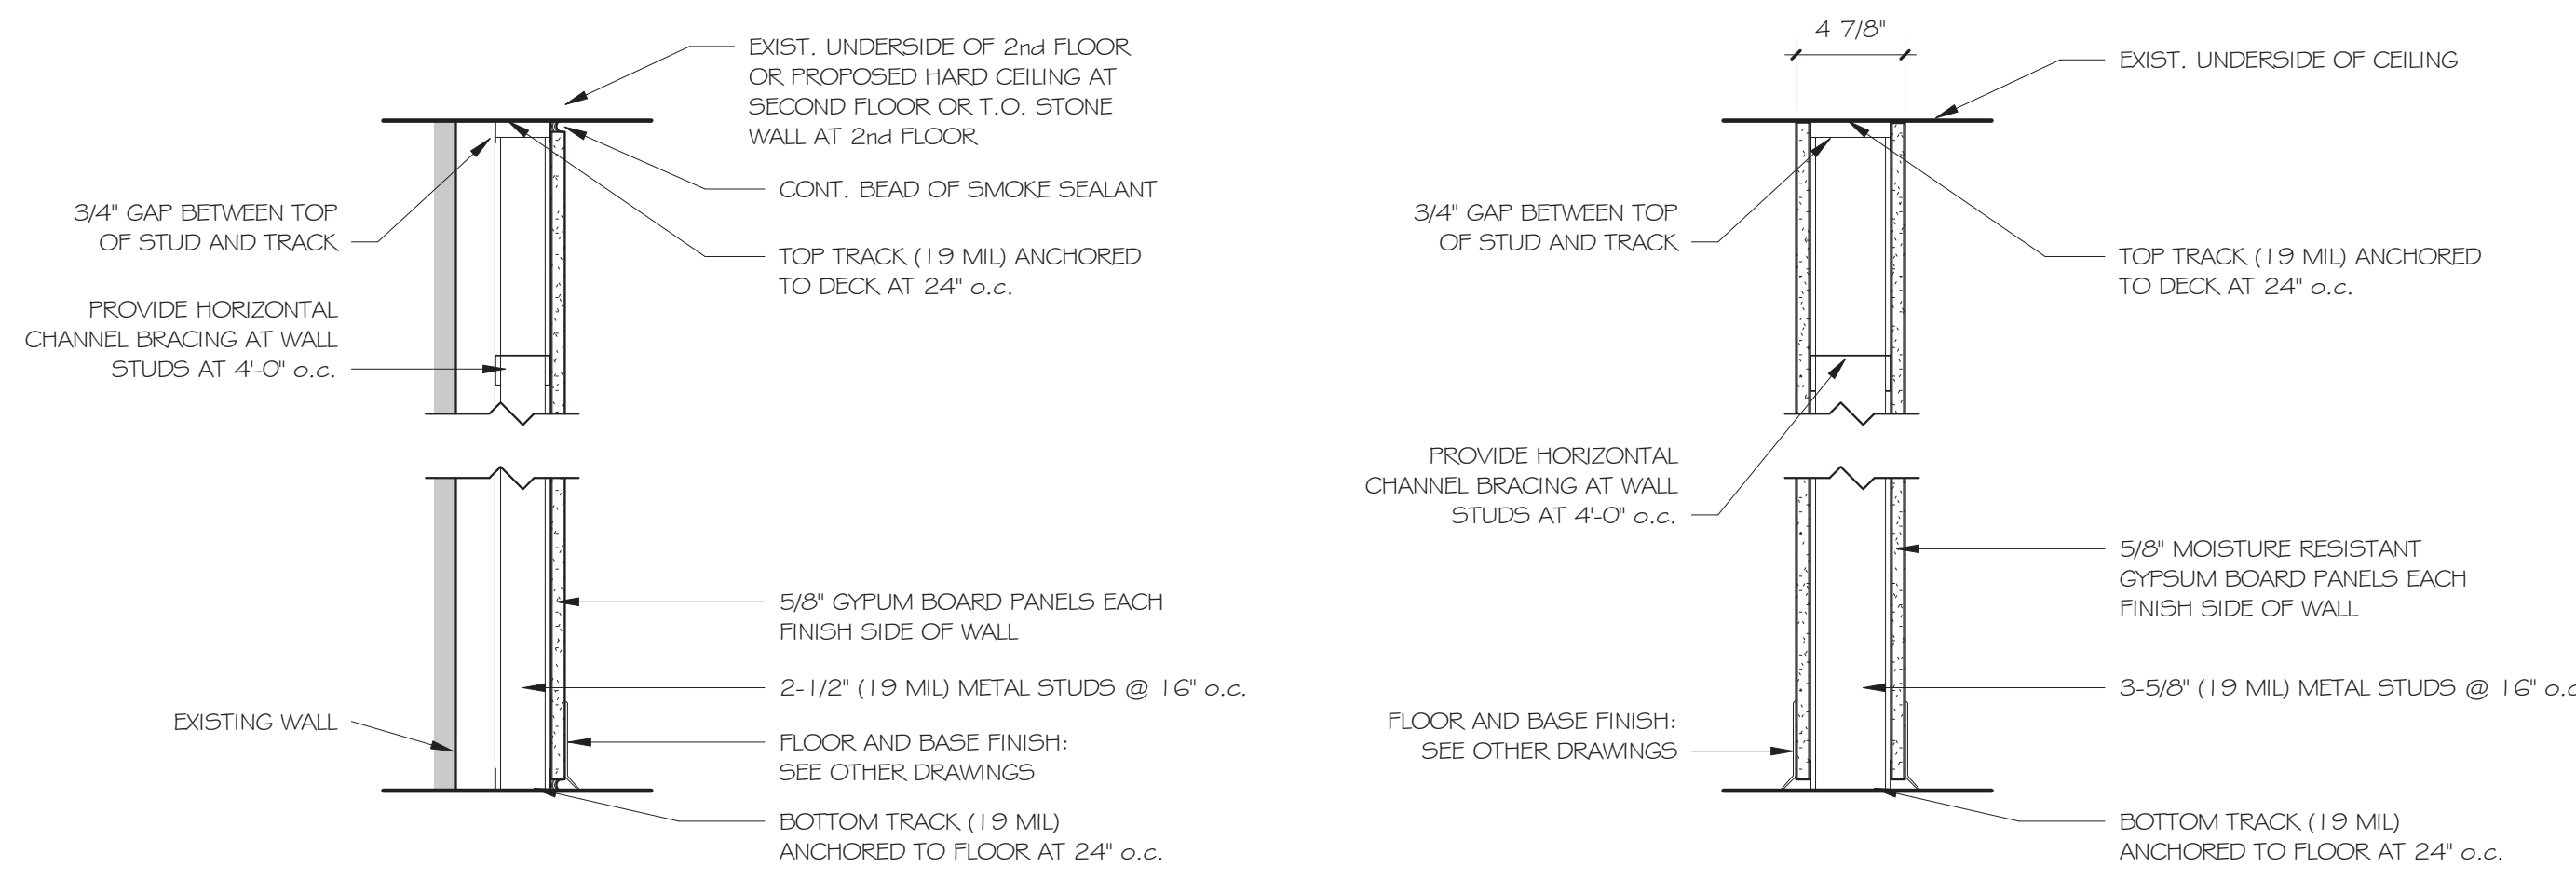 EXIST. UNDERSIDE OF 2nd FLOOR
OR PROPOSED HARD CEILING AT
SECOND FLOOR OR T.O. STONE
WALL AT 2nd FLOOR
CONT. BEAD OF SMOKE SEALANT
3/4" GAP BETWEEN TOP
OF STUD AND TRACK
TOP TRACK (19 MIL) ANCHORED
TO DECK AT 24" o.c.
PROVIDE HORIZONTAL
CHANNEL BRACING AT WALL
STUDS AT 4'-0" o.c.
5/8" GYPUM BOARD PANELS EACH
FINISH SIDE OF WALL
2-1/2" (19 MIL) METAL STUDS @ 16" o.c.
EXISTING WALL
FLOOR AND BASE FINISH:
SEE OTHER DRAWINGS
BOTTOM TRACK (19 MIL)
ANCHORED TO FLOOR AT 24" o.c.
4 7/8"
EXIST. UNDERSIDE OF CEILING
3/4" GAP BETWEEN TOP
OF STUD AND TRACK
TOP TRACK (19 MIL) ANCHORED
TO DECK AT 24" o.c.
PROVIDE HORIZONTAL
CHANNEL BRACING AT WALL
STUDS AT 4'-0" o.c.
5/8" MOISTURE RESISTANT
GYPSUM BOARD PANELS EACH
FINISH SIDE OF WALL
3-5/8" (19 MIL) METAL STUDS @ 16" o.c
FLOOR AND BASE FINISH:
SEE OTHER DRAWINGS
BOTTOM TRACK (19 MIL)
ANCHORED TO FLOOR AT 24" o.c.